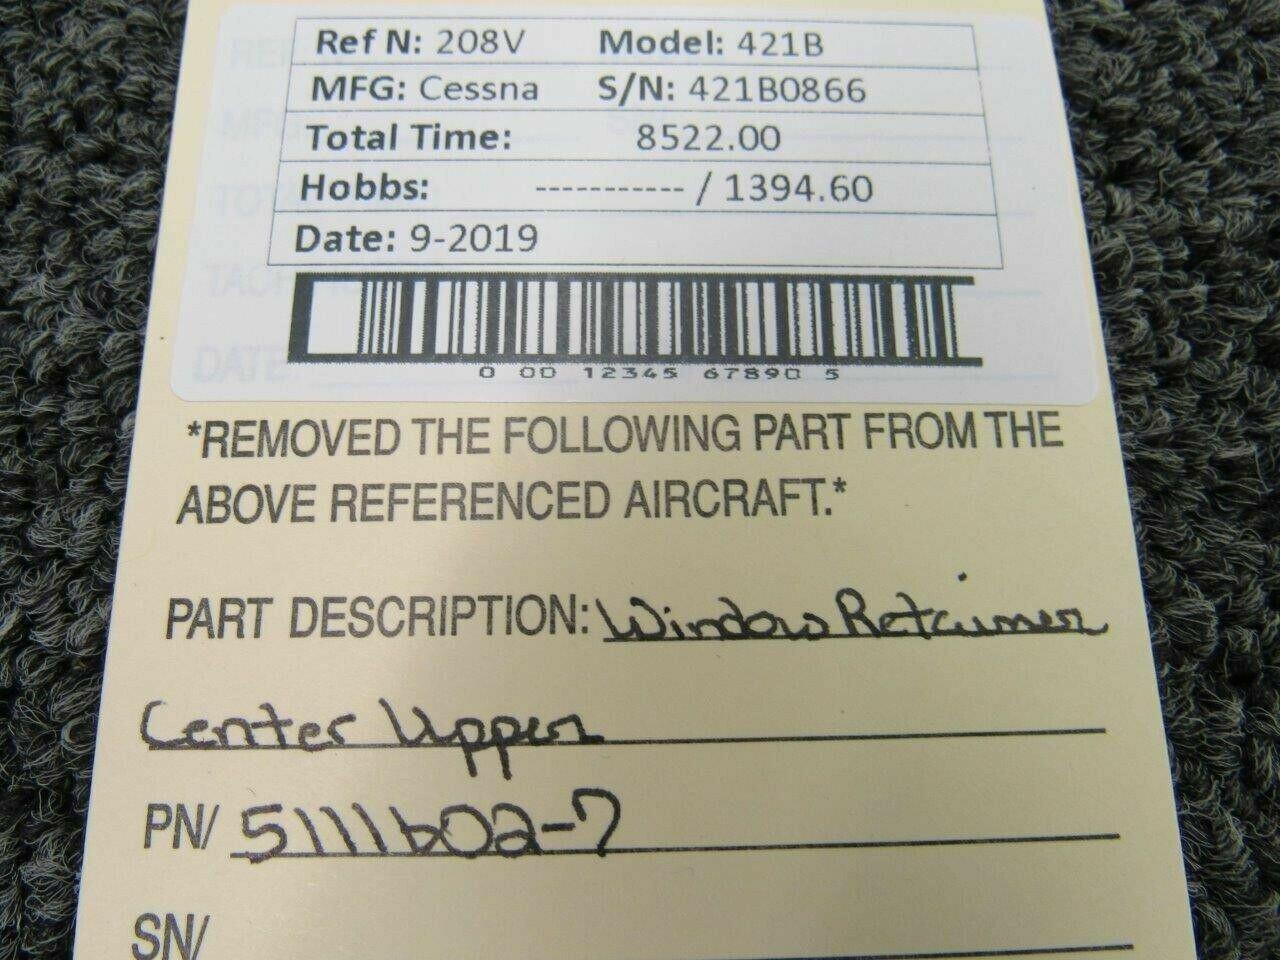 Ref N: 208V Model: 421B
MFG: Cessna S/N: 421B0866
Total Time: 8522.00
Hobbs: ----------- / 1394.60
Date: 9-2019
0 00 12345 67890 5
*REMOVED THE FOLLOWING PART FROM THE
ABOVE REFERENCED AIRCRAFT.*
PART DESCRIPTION: Window Retainer
Center Upper
PN/ 5111602-7
SN/